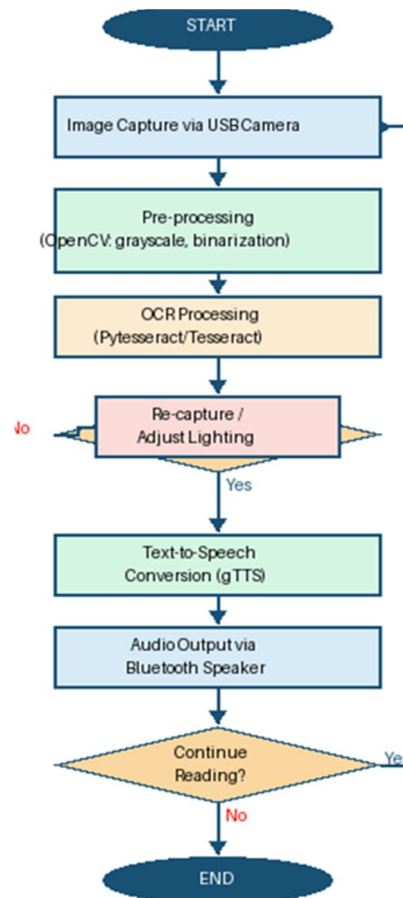 START
Image Capture via USB Camera
Pre-processing
(OpenCV: grayscale, binarization)
OCR Processing
(Pytesseract/Tesseract)
Re-capture /
Adjust Lighting
No
Yes
Text-to-Speech
Conversion (gTTS)
Audio Output via
Bluetooth Speaker
Continue
Reading?
Yes
No
END